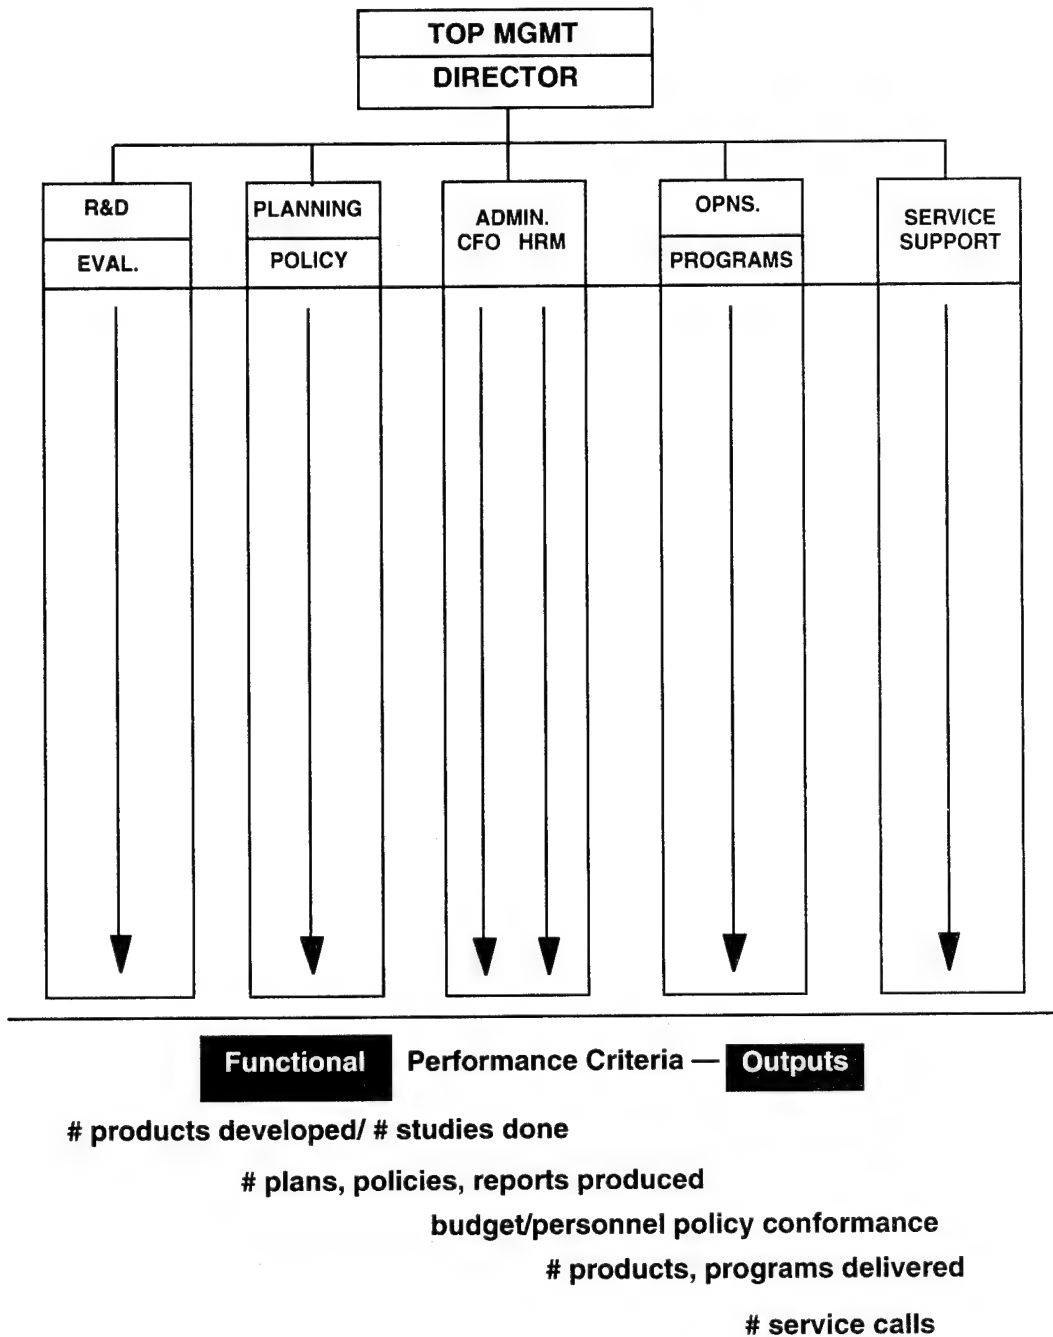 TOP MGMT
DIRECTOR
R&D
EVAL.
PLANNING
POLICY
ADMIN.
CFO HRM
OPNS.
PROGRAMS
SERVICE
SUPPORT
Functional Performance Criteria — Outputs
# products developed/ # studies done
# plans, policies, reports produced
budget/personnel policy conformance
# products, programs delivered
# service calls